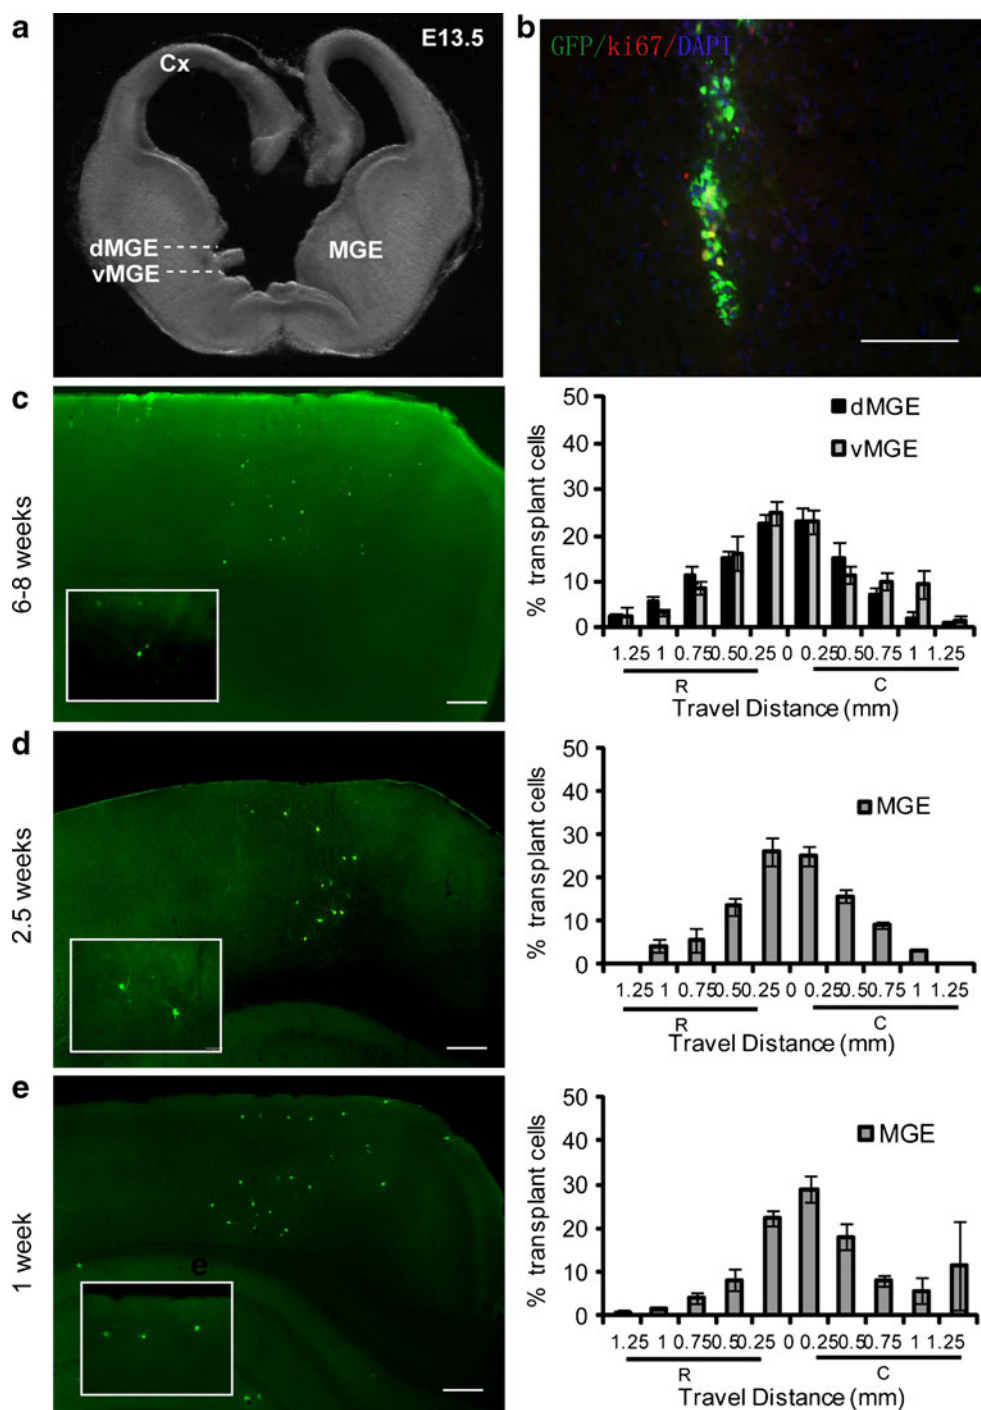 a
E13.5
Cx
dMGE
vMGE
MGE
b
GFP/ki67/DAPI
c
6-8 weeks
50
40
30
20
10
0
% transplant cells
dMGE
vMGE
1.25 1 0.75 0.5 0.25 0 0.25 0.5 0.75 1 1.25
R
C
Travel Distance (mm)
d
2.5 weeks
50
40
30
20
10
0
% transplant cells
MGE
1.25 1 0.75 0.5 0.25 0 0.25 0.5 0.75 1 1.25
R
C
Travel Distance (mm)
e
1 week
e
50
40
30
20
10
0
% transplant cells
MGE
1.25 1 0.75 0.5 0.25 0 0.25 0.5 0.75 1 1.25
R
C
Travel Distance (mm)